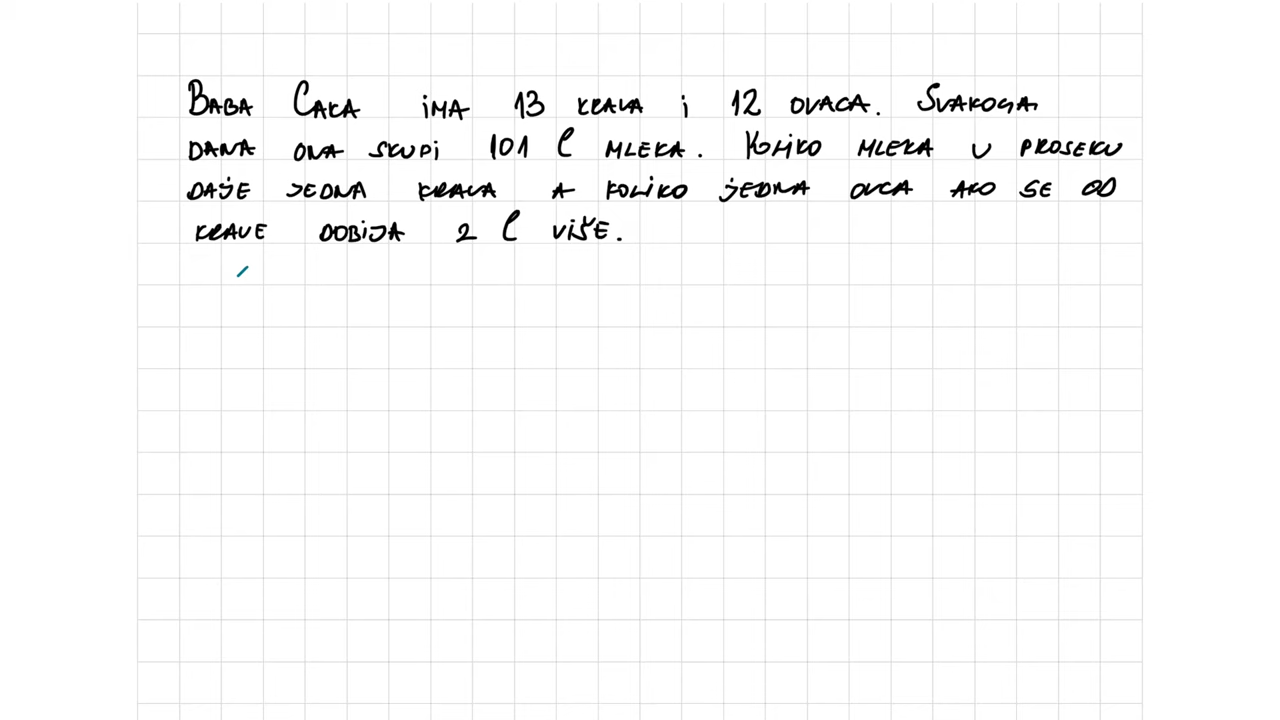 BABA CAKA iMA 13 KRAVA i 12 OVACA. SVAKOGA
DANA ONA SKUPI 101 l MLEKA. KOLIKO MLEKA U PROSEKU
DAJE JEDNA KRAVA A KOLIKO JEDNA OVCA AKO SE OD
KRAVE DOBIJA 2 l VIŠE.